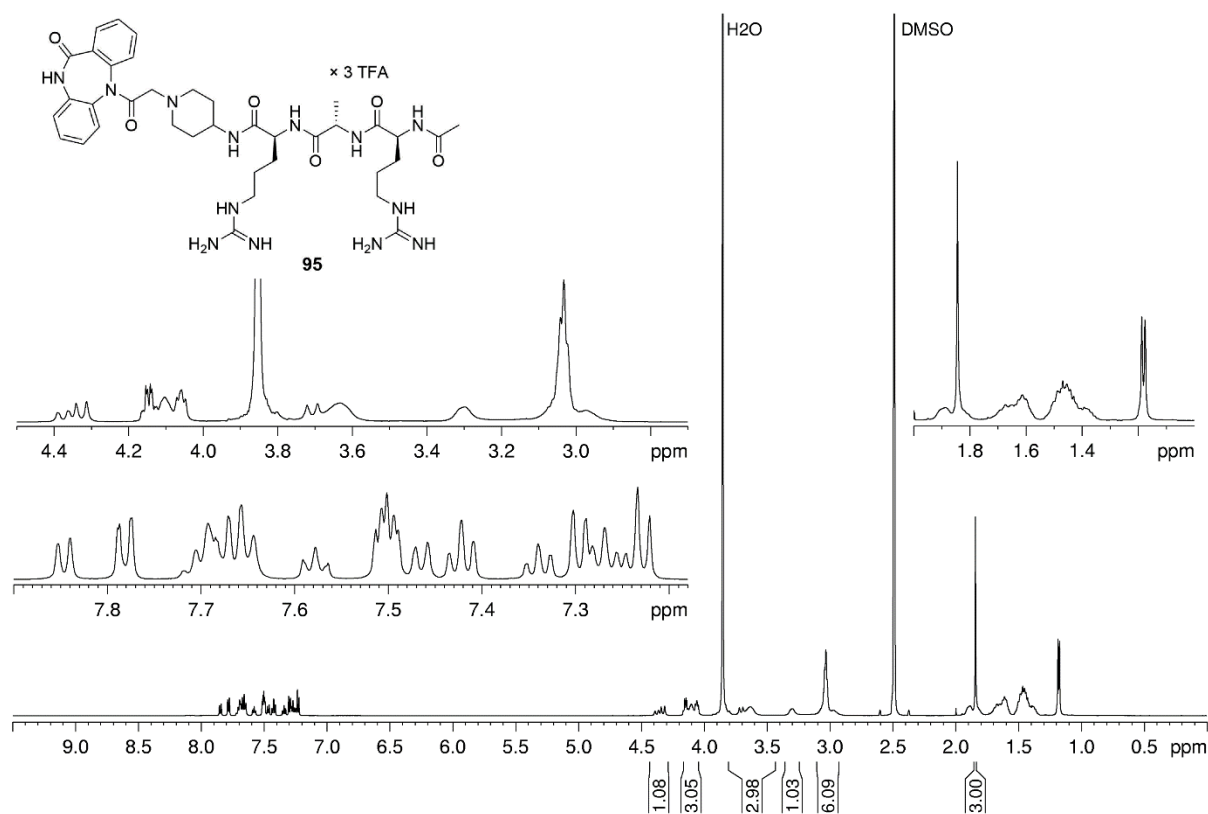 H2O
DMSO
O
HN
N
O
N
N
H
O
H
N
O
N
H
O
H
N
O
× 3 TFA
HN
H2N
NH
HN
H2N
NH
95
4.4 4.2 4.0 3.8 3.6 3.4 3.2 3.0 ppm
1.8 1.6 1.4 ppm
7.8 7.7 7.6 7.5 7.4 7.3 ppm
9.5 9.0 8.5 8.0 7.5 7.0 6.5 6.0 5.5 5.0 4.5 4.0 3.5 3.0 2.5 2.0 1.5 1.0 0.5 ppm
1.08
3.05
2.98
1.03
6.09
3.00